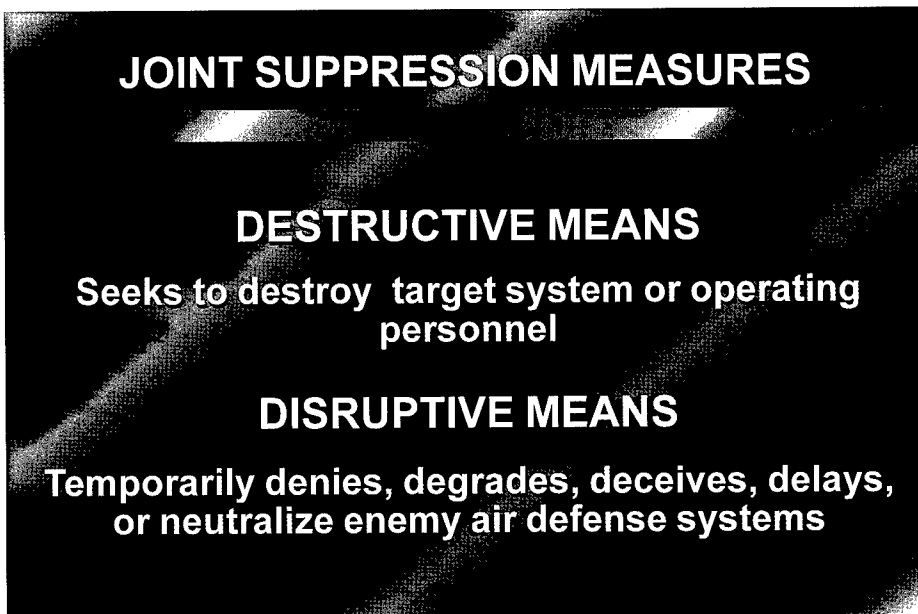 JOINT SUPPRESSION MEASURES
DESTRUCTIVE MEANS
Seeks to destroy target system or operating
personnel
DISRUPTIVE MEANS
Temporarily denies, degrades, deceives, delays,
or neutralize enemy air defense systems